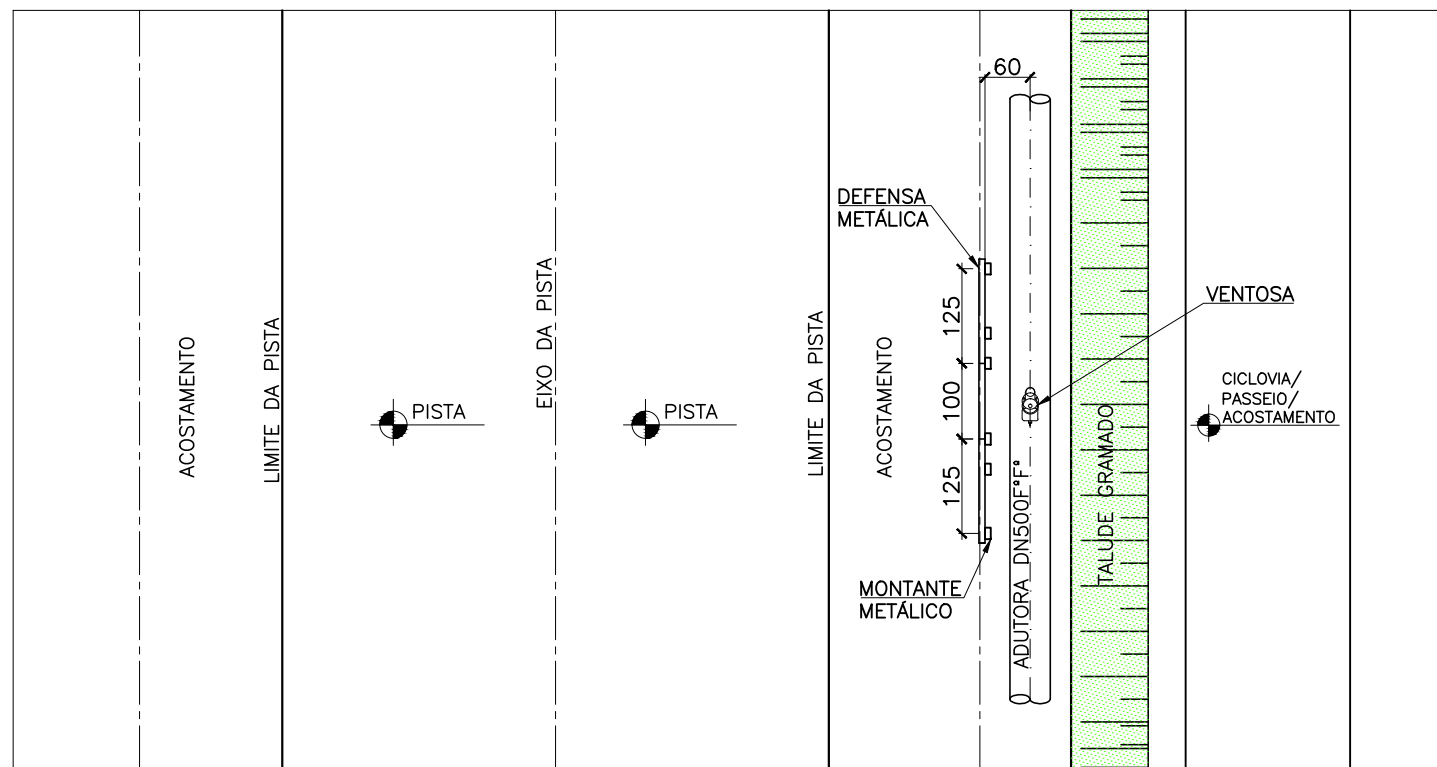 60
DEFENSA
METÁLICA
125
100
125
MONTANTE
METÁLICO
VENTOSA
ACOSTAMENTO
LIMITE DA PISTA
PISTA
EIXO DA PISTA
PISTA
LIMITE DA PISTA
ACOSTAMENTO
ADUTORA DN500FºFº
TALUDE GRAMADO
CICLOVIA/
PASSEIO/
ACOSTAMENTO